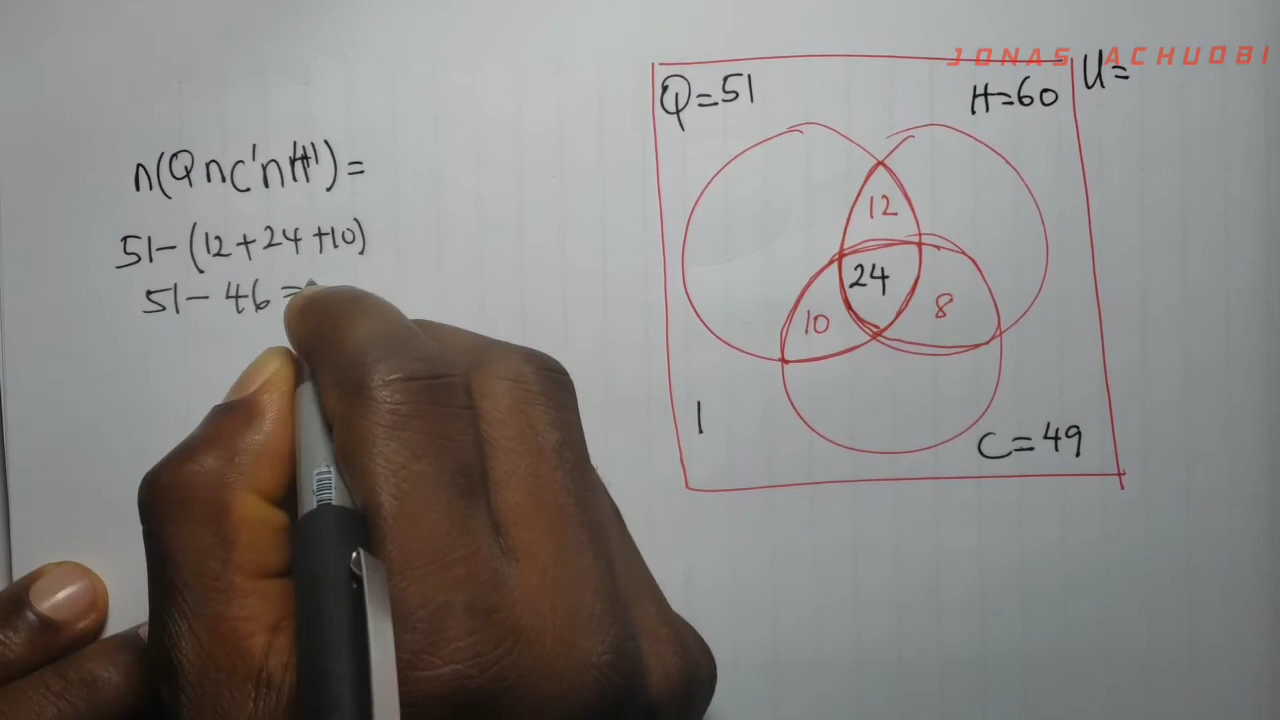 JONAS ACHUOBI
U=
Q=51
H=60
n(Q∩C'∩H')=
51-(12+24+10)
51-46=
12
24
10
8
1
C=49